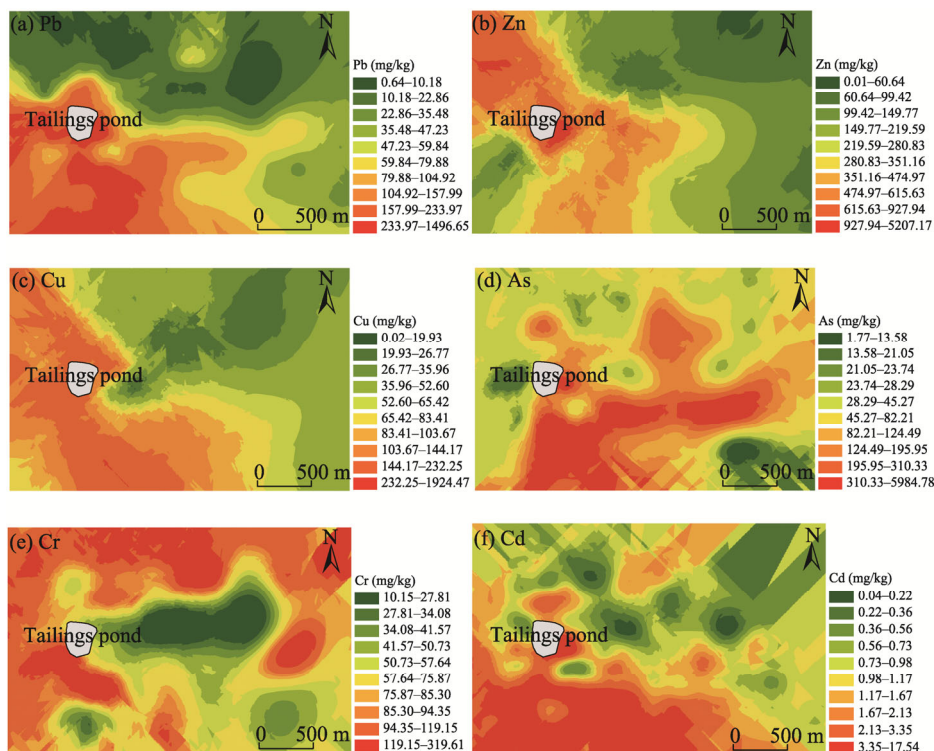 (a) Pb
N
Tailings pond
0 500 m
Pb (mg/kg)
0.64–10.18
10.18–22.86
22.86–35.48
35.48–47.23
47.23–59.84
59.84–79.88
79.88–104.92
104.92–157.99
157.99–233.97
233.97–1496.65
(b) Zn
N
Tailings pond
0 500 m
Zn (mg/kg)
0.01–60.64
60.64–99.42
99.42–149.77
149.77–219.59
219.59–280.83
280.83–351.16
351.16–474.97
474.97–615.63
615.63–927.94
927.94–5207.17
(c) Cu
N
Tailings pond
0 500 m
Cu (mg/kg)
0.02–19.93
19.93–26.77
26.77–35.96
35.96–52.60
52.60–65.42
65.42–83.41
83.41–103.67
103.67–144.17
144.17–232.25
232.25–1924.47
(d) As
N
Tailings pond
0 500 m
As (mg/kg)
1.77–13.58
13.58–21.05
21.05–23.74
23.74–28.29
28.29–45.27
45.27–82.21
82.21–124.49
124.49–195.95
195.95–310.33
310.33–5984.78
(e) Cr
N
Tailings pond
0 500 m
Cr (mg/kg)
10.15–27.81
27.81–34.08
34.08–41.57
41.57–50.73
50.73–57.64
57.64–75.87
75.87–85.30
85.30–94.35
94.35–119.15
119.15–319.61
(f) Cd
N
Tailings pond
0 500 m
Cd (mg/kg)
0.04–0.22
0.22–0.36
0.36–0.56
0.56–0.73
0.73–0.98
0.98–1.17
1.17–1.67
1.67–2.13
2.13–3.35
3.35–17.54